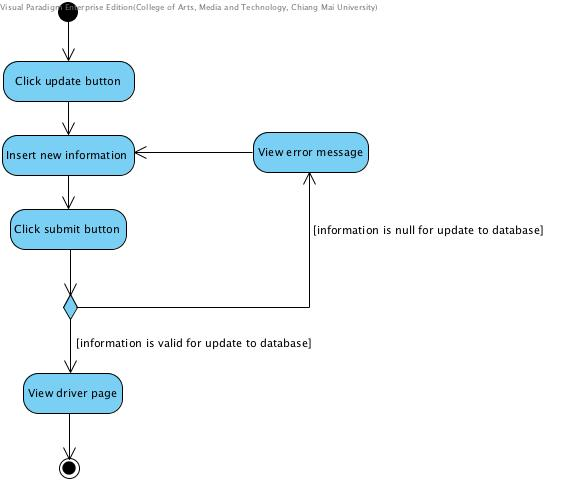 Visual Paradigm Enterprise Edition(College of Arts, Media and Technology, Chiang Mai University)
Click update button
Insert new information
View error message
Click submit button
[information is null for update to database]
[information is valid for update to database]
View driver page